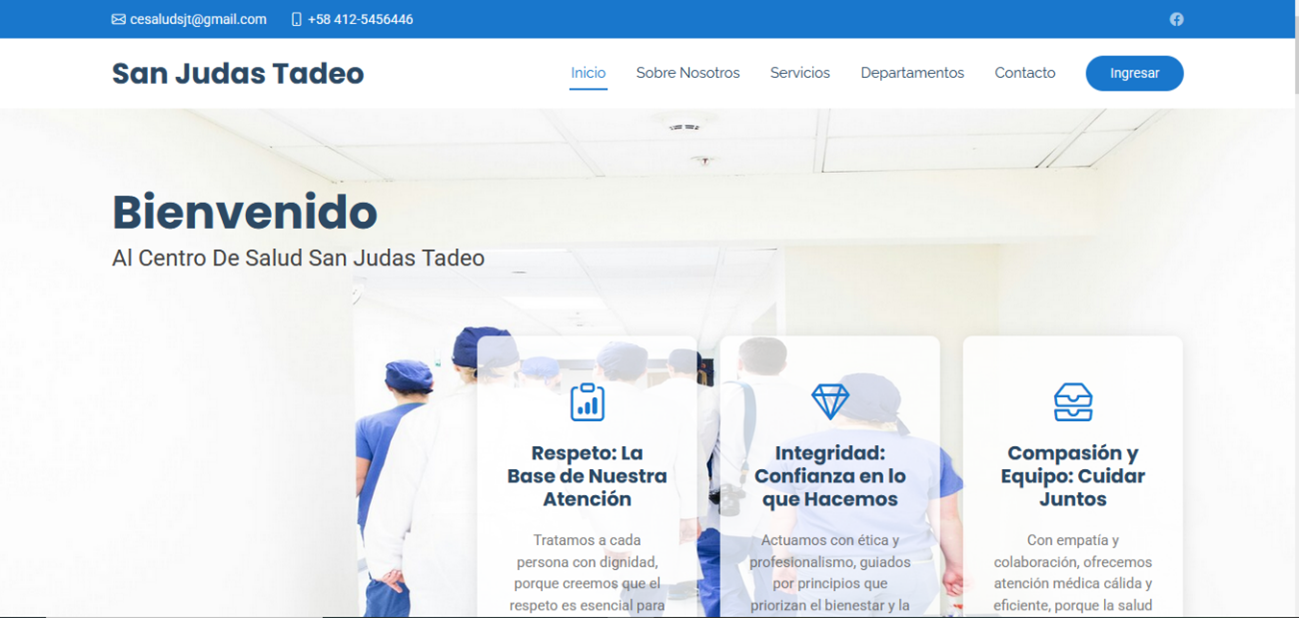 cesaludsjt@gmail.com +58 412-5456446
San Judas Tadeo
Inicio Sobre Nosotros Servicios Departamentos Contacto Ingresar
Bienvenido
Al Centro De Salud San Judas Tadeo
Respeto: La
Base de Nuestra
Atención
Tratamos a cada
persona con dignidad,
porque creemos que el
respeto es esencial para
Integridad:
Confianza en lo
que Hacemos
Actuamos con ética y
profesionalismo, guiados
por principios que
priorizan el bienestar y la
Compasión y
Equipo: Cuidar
Juntos
Con empatía y
colaboración, ofrecemos
atención médica cálida y
eficiente, porque la salud